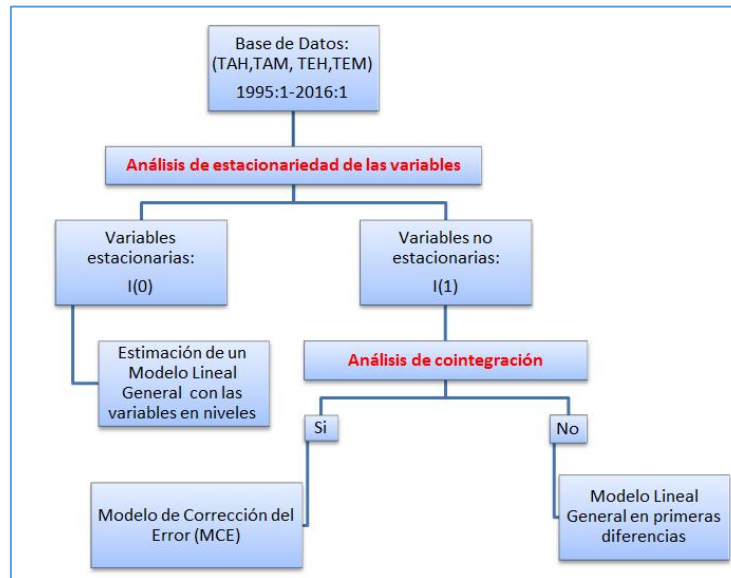 Base de Datos:
(TAH,TAM, TEH,TEM)
1995:1-2016:1
Análisis de estacionariedad de las variables
Variables
estacionarias:
I(0)
Variables no
estacionarias:
I(1)
Estimación de un
Modelo Lineal
General con las
variables en niveles
Análisis de cointegración
Si
No
Modelo de Corrección del
Error (MCE)
Modelo Lineal
General en primeras
diferencias